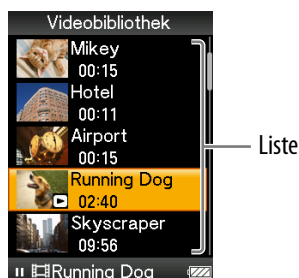 Videobibliothek
Mikey
00:15
Hotel
00:11
Airport
00:15
Running Dog
02:40
Skyscraper
09:56
Running Dog
Liste